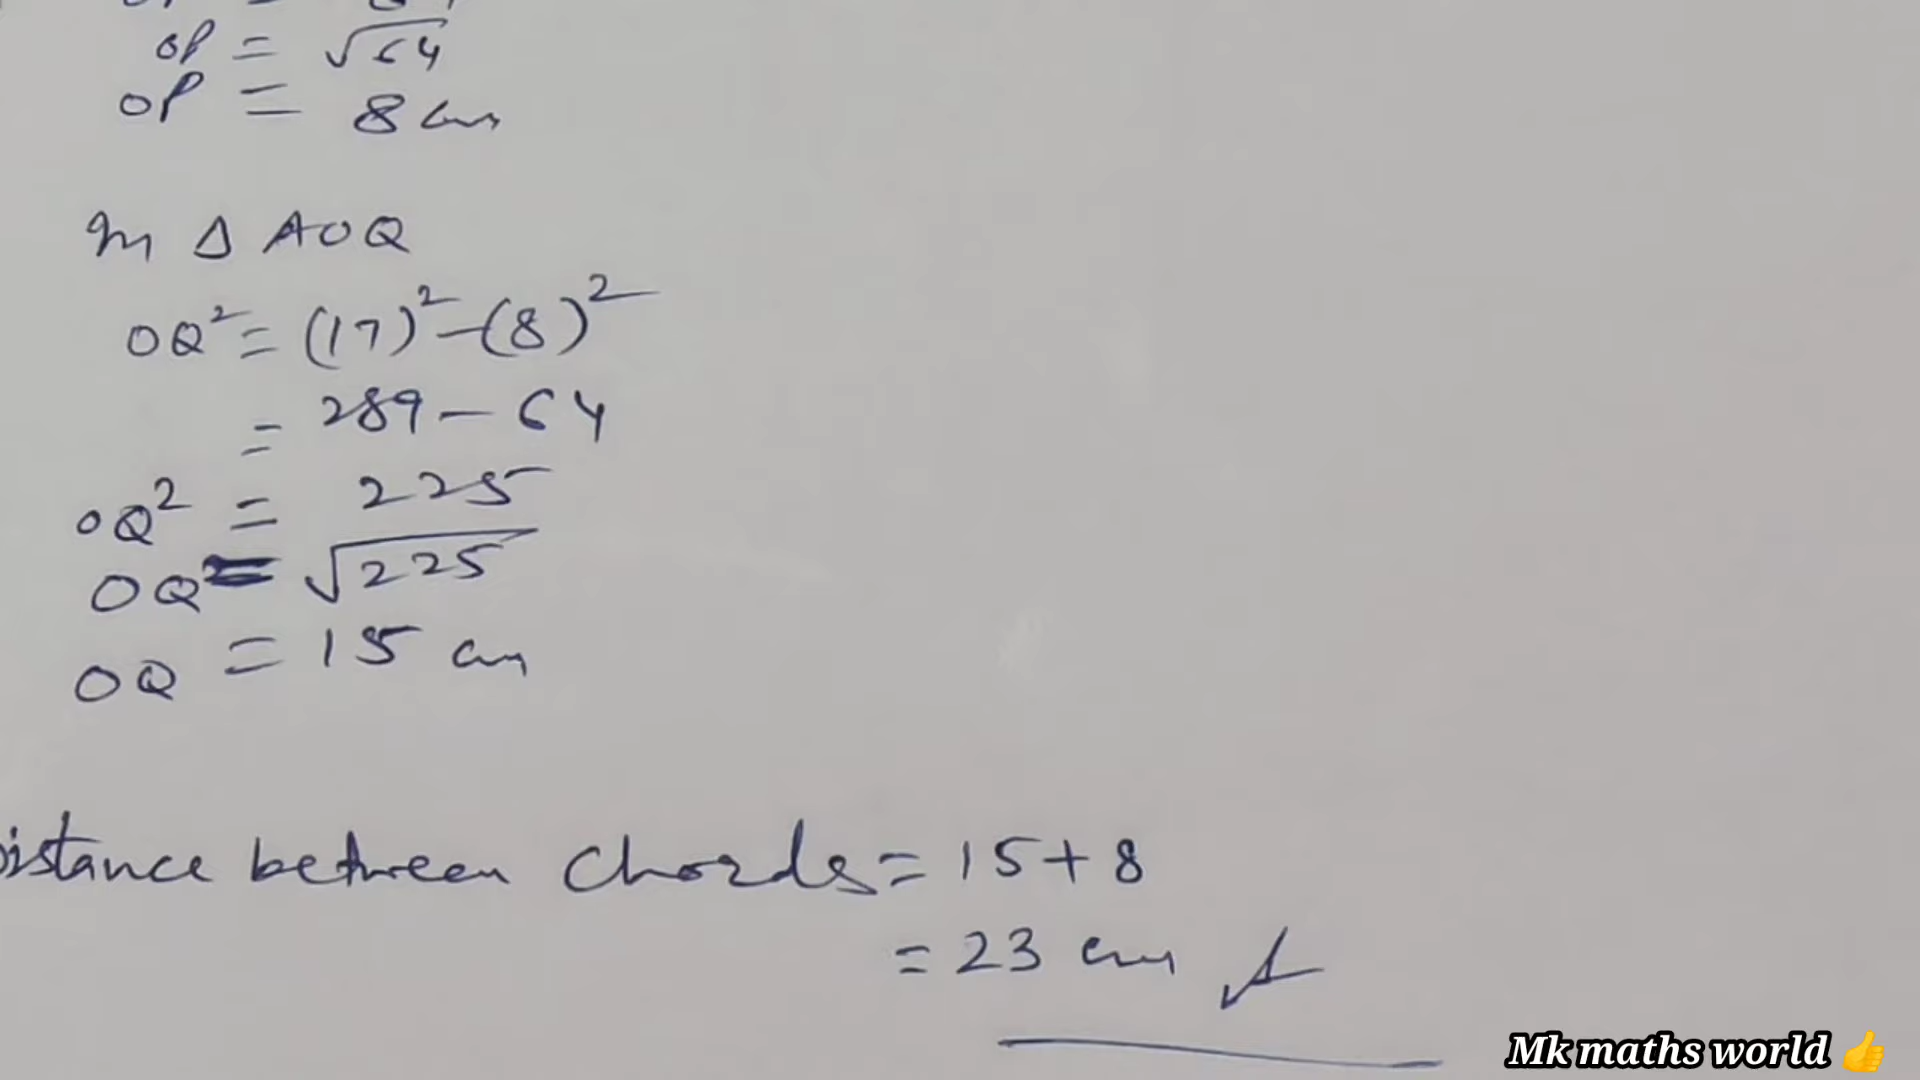 OP = √64
OP = 8 cm
In Δ AOQ
OQ² = (17)² - (8)²
= 289 - 64
OQ² = 225
OQ = √225
OQ = 15 cm
Distance between Chords = 15 + 8
= 23 cm
Mk maths world 👍